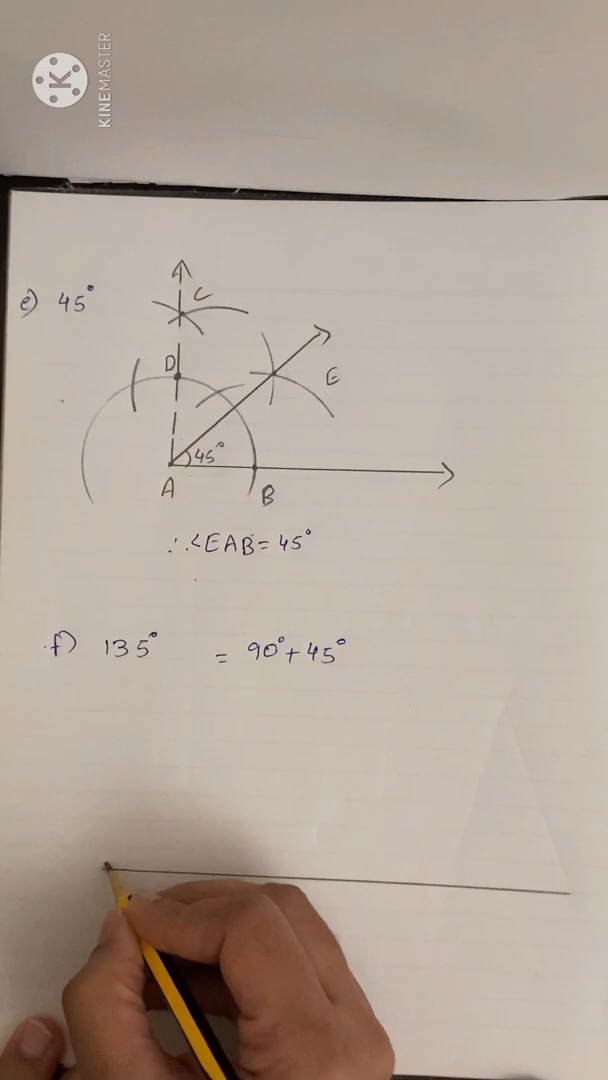 KINEMASTER
e) 45°
C
D
E
45°
A
B
∴ <EAB = 45°
f) 135° = 90° + 45°